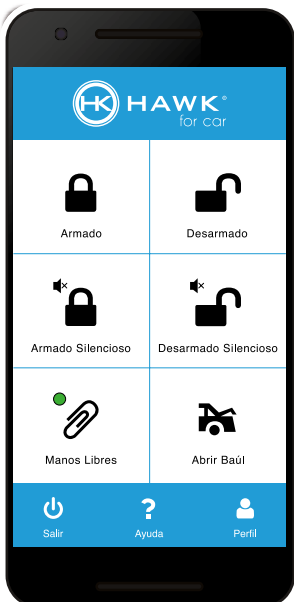 HK HAWK®
for car
Armado
Desarmado
Armado Silencioso
Desarmado Silencioso
Manos Libres
Abrir Baúl
?
Salir
Ayuda
Perfil